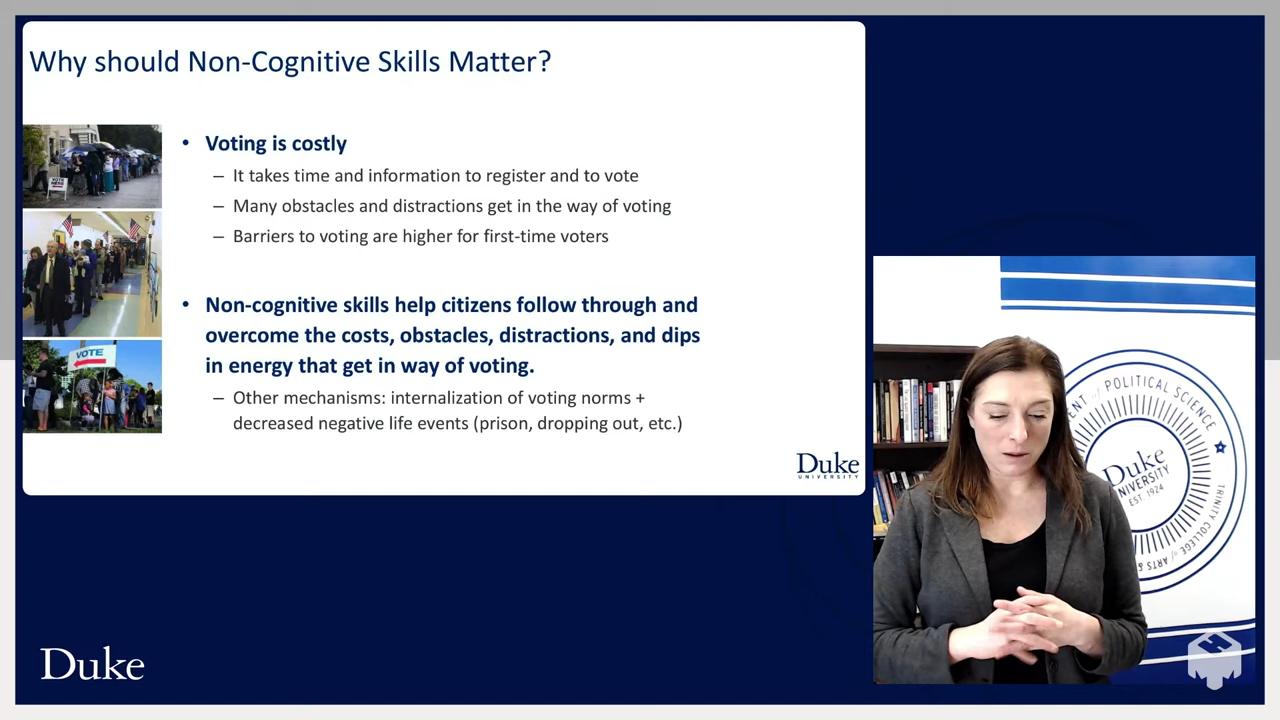 Why should Non-Cognitive Skills Matter?
• Voting is costly
– It takes time and information to register and to vote
– Many obstacles and distractions get in the way of voting
– Barriers to voting are higher for first-time voters
• Non-cognitive skills help citizens follow through and
overcome the costs, obstacles, distractions, and dips
in energy that get in way of voting.
– Other mechanisms: internalization of voting norms +
decreased negative life events (prison, dropping out, etc.)
VOTE
HERE
VOTE
Duke
UNIVERSITY
OF POLITICAL SCIENCE
Duke
UNIVERSITY
EST. 1924
TRINITY COLLEGE of ARTS &
Duke